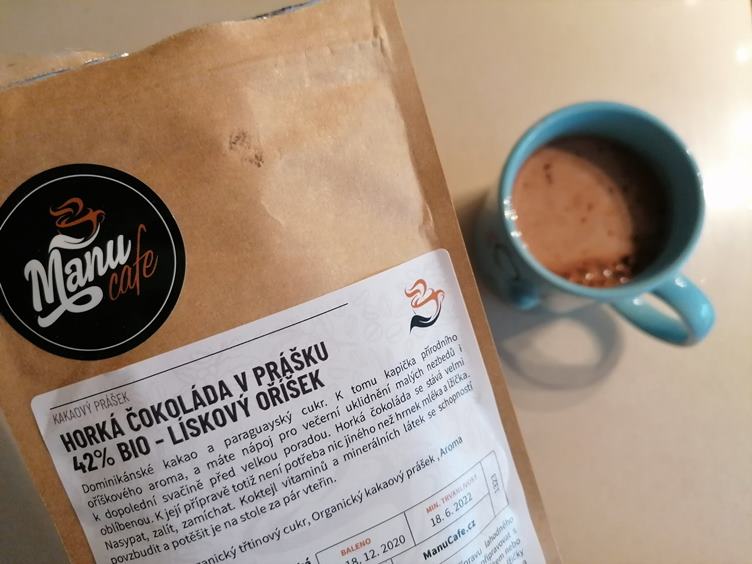 Manu
cafe
KAKAOVÝ PRÁŠEK
HORKÁ ČOKOLÁDA V PRÁŠKU
42% BIO - LÍSKOVÝ OŘÍŠEK
Dominikánské kakao a paraguayský cukr. K tomu kapička přírodního
oříškového aroma, a máte nápoj pro večerní uklidnění malých nezbedů i
k dopolední svačině před velkou poradou. Horká čokoláda se stává velmi
oblíbenou. K její přípravě totiž není potřeba nic jiného než hrnek mléka a lžička.
Nasypat, zalít, zamíchat. Koktejl vitamínů a minerálních látek se schopností
povzbudit a potěšit je na stole za pár vteřin.
ganický třtinový cukr, Organický kakaový prášek , Aroma
BALENO
18. 12. 2020
MIN. TRVANLIVOST
18. 6. 2022
1323
ManuCafe.cz
lahodného